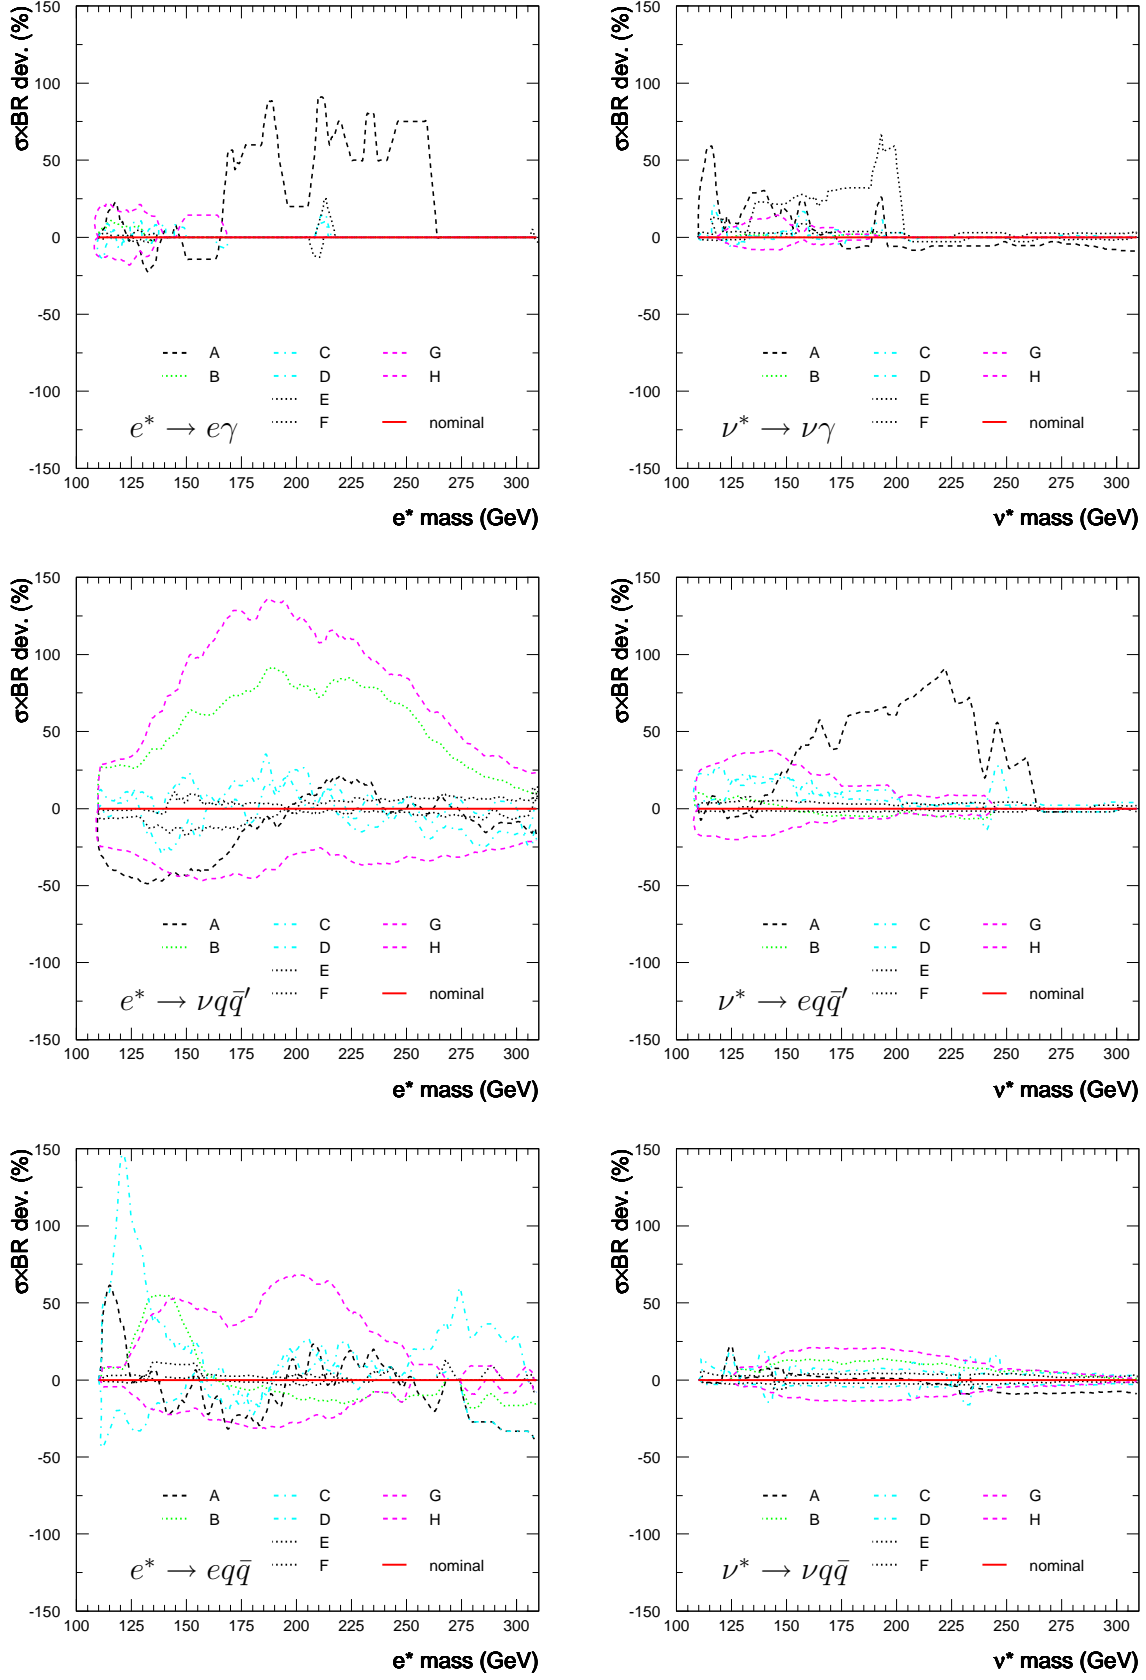 σ×BR dev. (%)
150
100
50
0
-50
-100
-150
A
B
C
D
E
F
G
H
nominal
e* → eγ
100 125 150 175 200 225 250 275 300
e* mass (GeV)
σ×BR dev. (%)
150
100
50
0
-50
-100
-150
A
B
C
D
E
F
G
H
nominal
ν* → νγ
100 125 150 175 200 225 250 275 300
ν* mass (GeV)
σ×BR dev. (%)
150
100
50
0
-50
-100
-150
A
B
C
D
E
F
G
H
nominal
e* → νqq̄′
100 125 150 175 200 225 250 275 300
e* mass (GeV)
σ×BR dev. (%)
150
100
50
0
-50
-100
-150
A
B
C
D
E
F
G
H
nominal
ν* → eqq̄′
100 125 150 175 200 225 250 275 300
ν* mass (GeV)
σ×BR dev. (%)
150
100
50
0
-50
-100
-150
A
B
C
D
E
F
G
H
nominal
e* → eqq̄
100 125 150 175 200 225 250 275 300
e* mass (GeV)
σ×BR dev. (%)
150
100
50
0
-50
-100
-150
A
B
C
D
E
F
G
H
nominal
ν* → νqq̄
100 125 150 175 200 225 250 275 300
ν* mass (GeV)